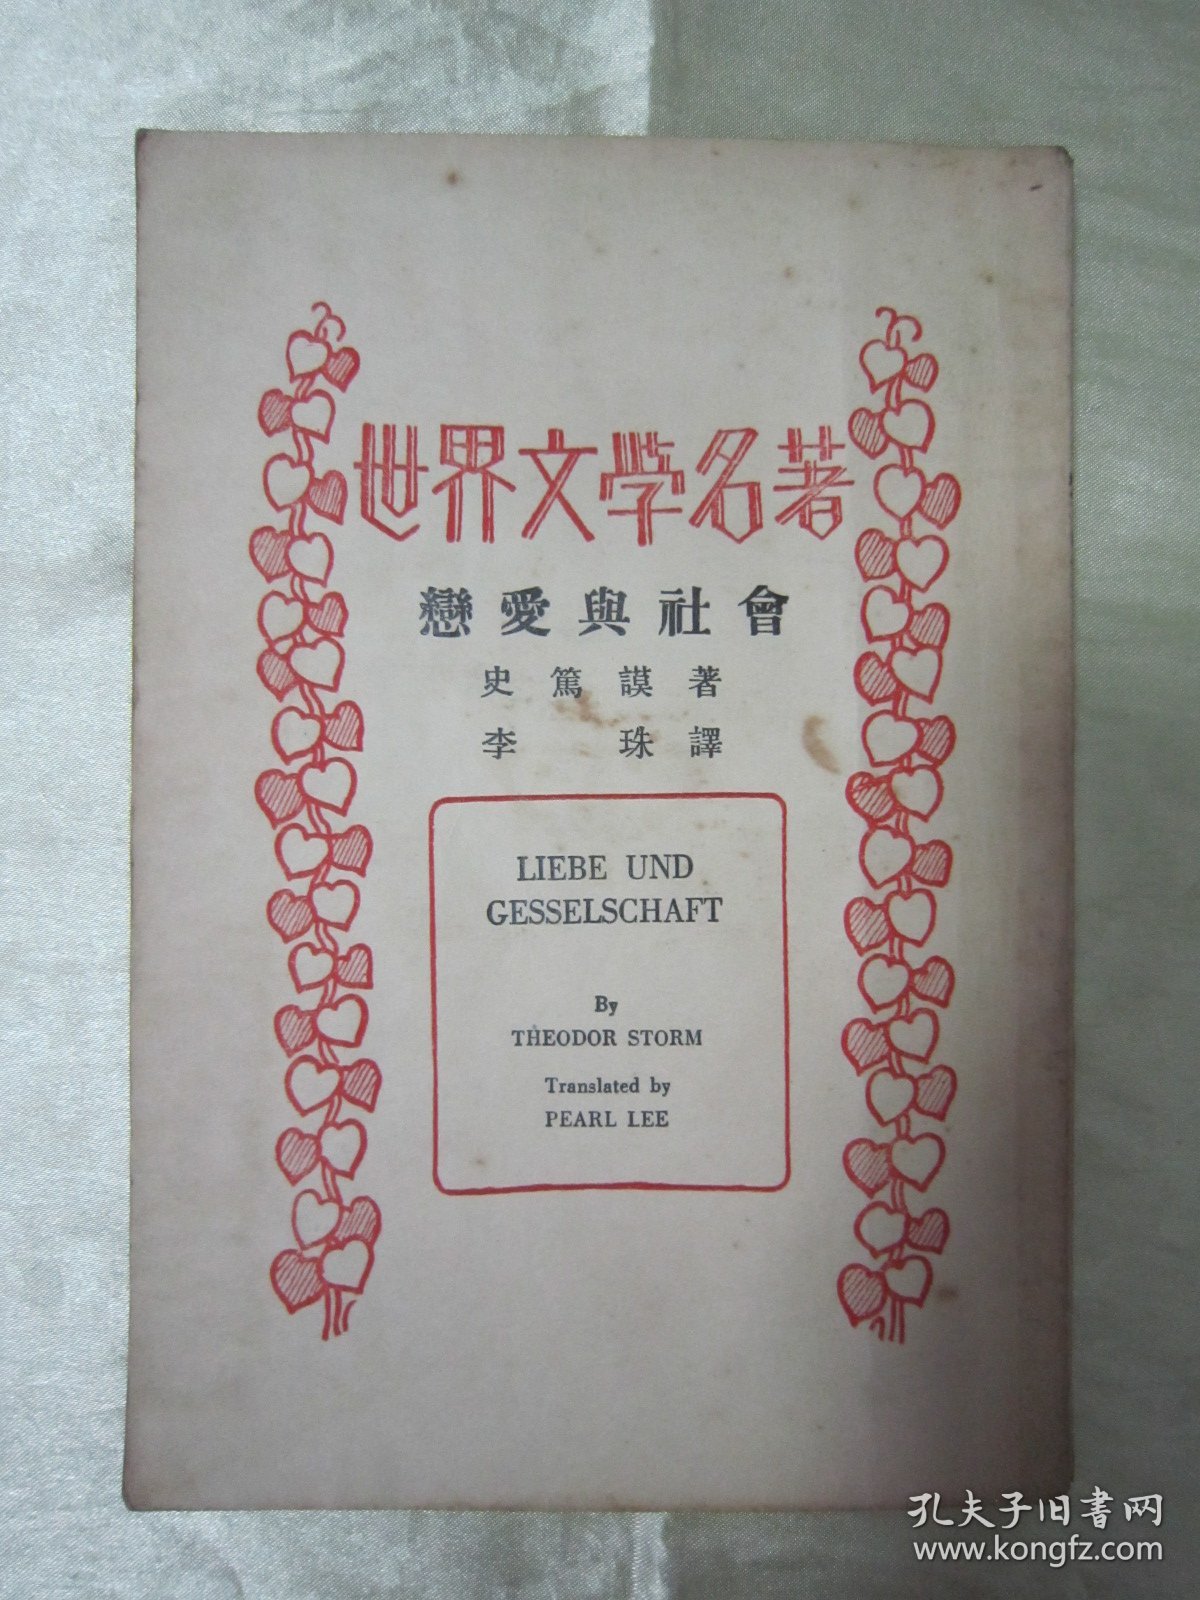 世界文學名著
戀愛與社會
史篤謨著
李珠譯
LIEBE UND
GESSELSCHAFT
By
THEODOR STORM
Translated by
PEARL LEE
孔夫子旧书网
www.kongfz.com